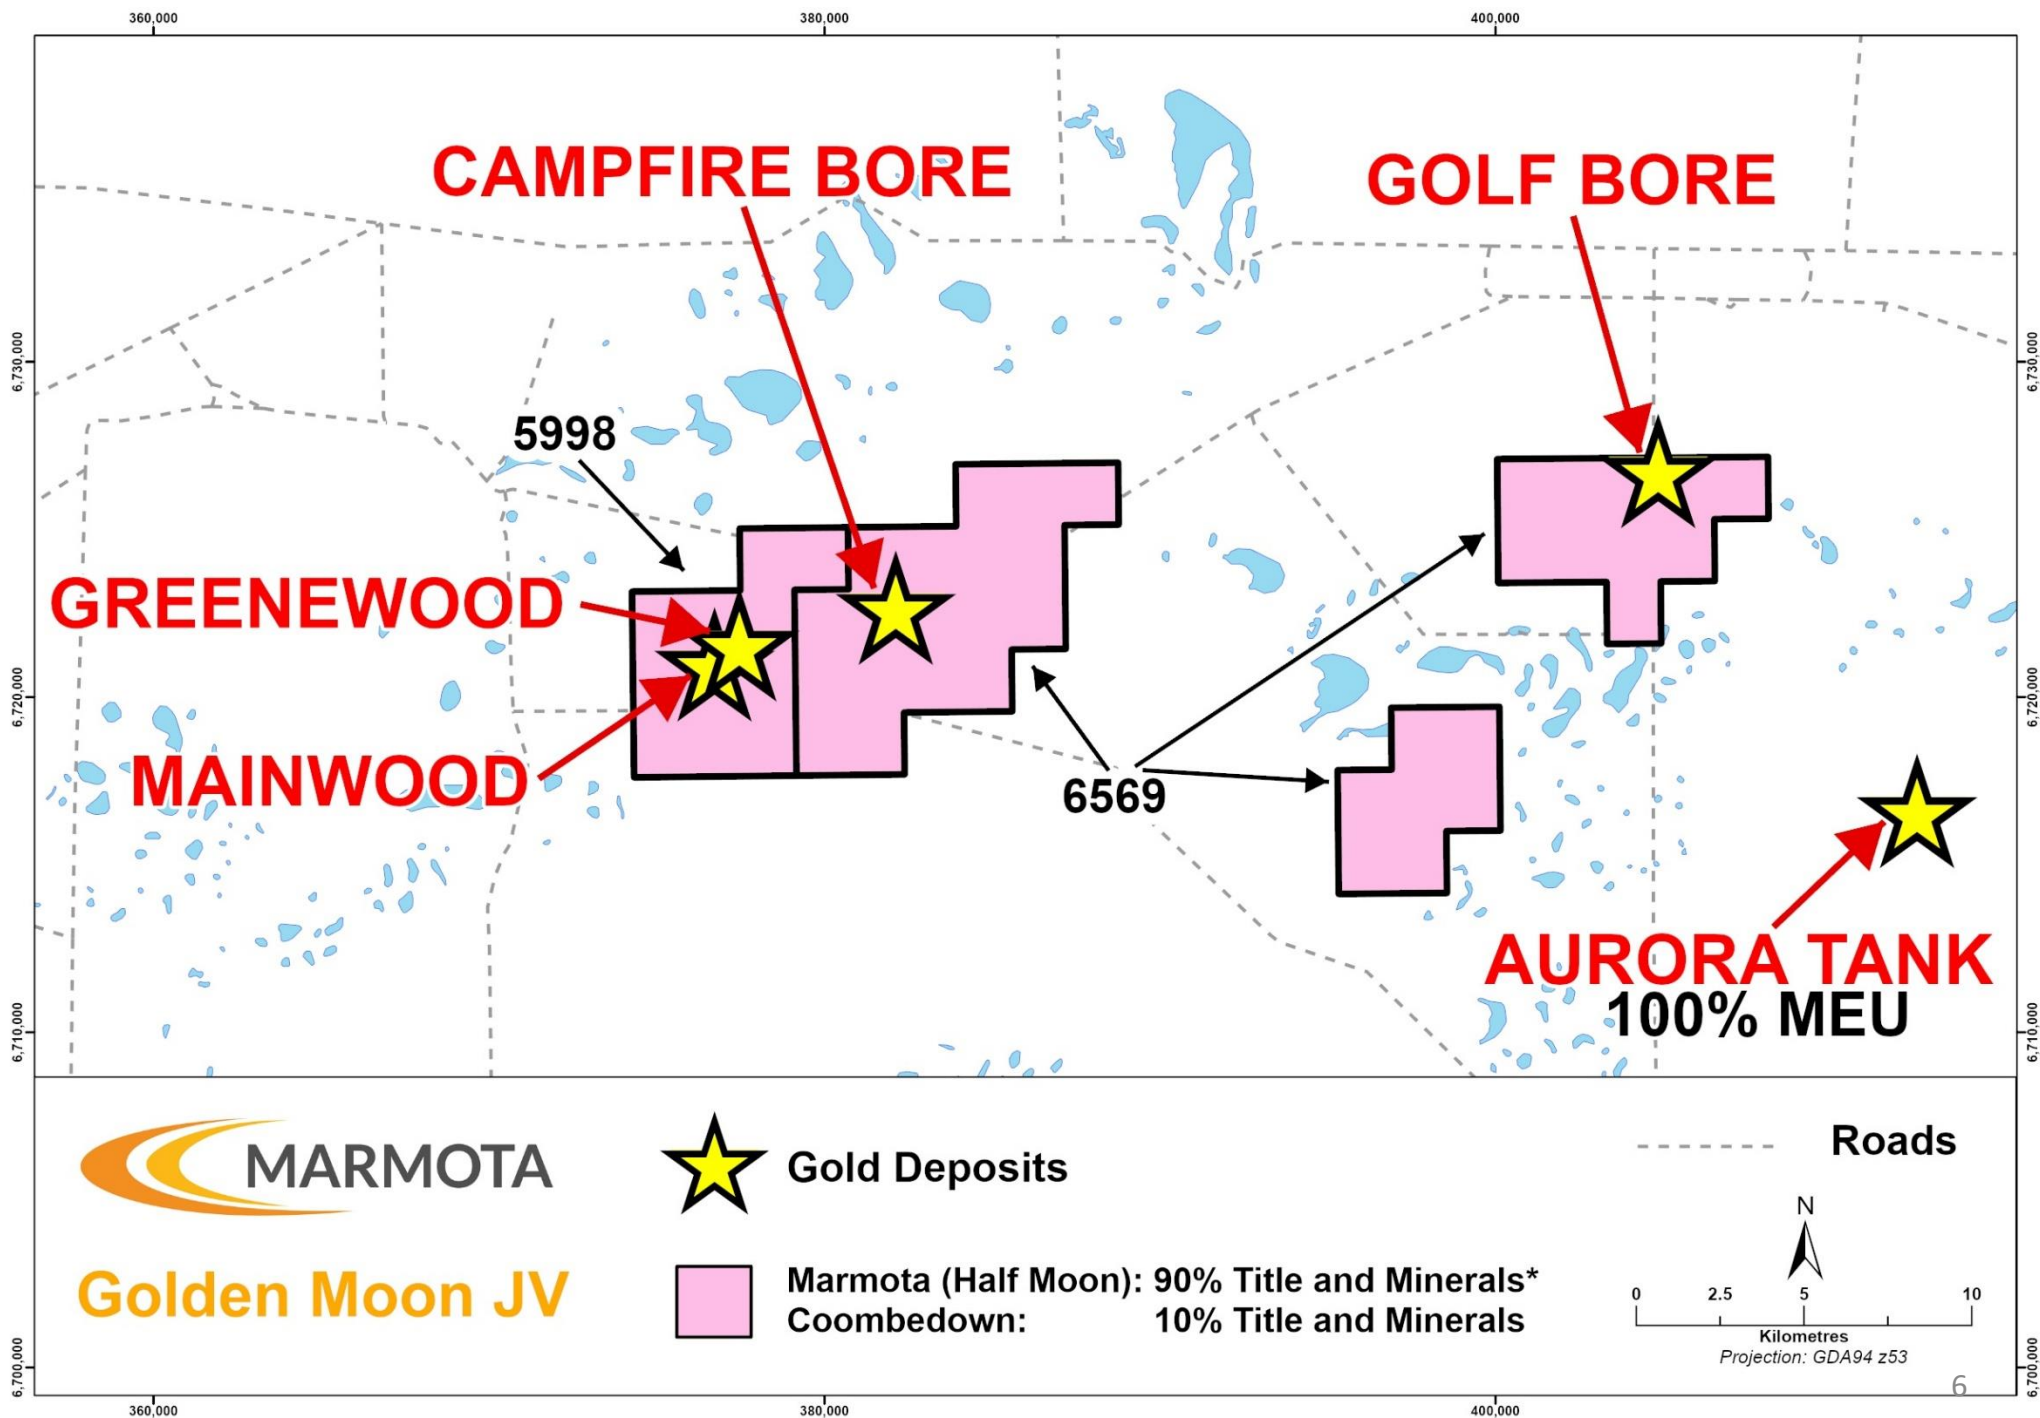 360,000
380,000
400,000
CAMPFIRE BORE
GOLF BORE
6,730,000
6,730,000
5998
GREENEWOOD
6,720,000
6,720,000
MAINWOOD
6569
AURORA TANK
100% MEU
6,710,000
6,710,000
MARMOTA
Golden Moon JV
Gold Deposits
Marmota (Half Moon): 90% Title and Minerals*
Coombedown: 10% Title and Minerals
Roads
N
0 2.5 5 10
Kilometres
Projection: GDA94 z53
6,700,000
6,700,000
6
360,000
380,000
400,000